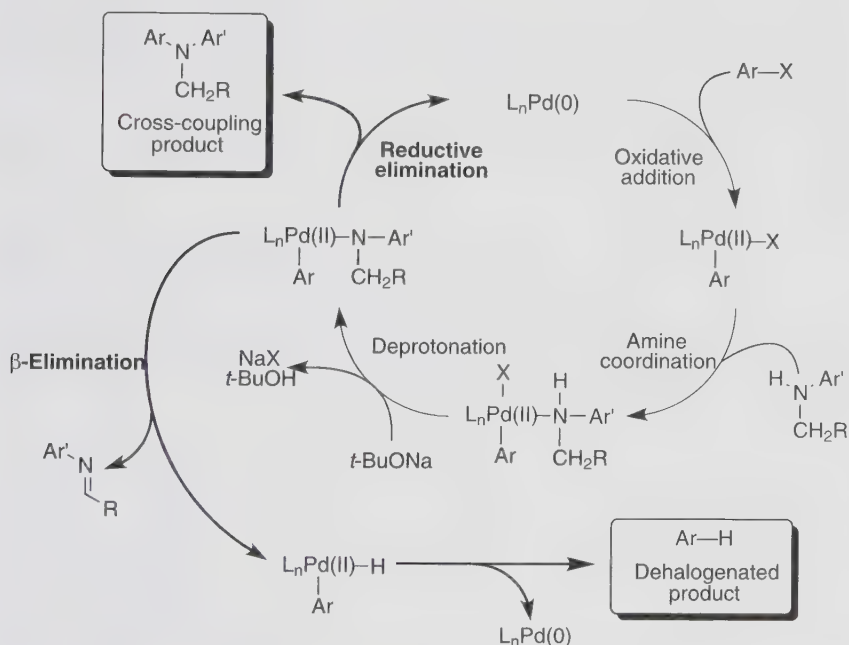 Ar
N
Ar'
CH₂R
Cross-coupling
product
LₙPd(0)
Ar—X
Reductive
elimination
Oxidative
addition
LₙPd(II)—N—Ar'
Ar
CH₂R
LₙPd(II)—X
Ar
β-Elimination
NaX
t-BuOH
Deprotonation
Amine
coordination
X
H
LₙPd(II)—N—Ar'
Ar
CH₂R
H
N
Ar'
CH₂R
t-BuONa
Ar'
N
R
LₙPd(II)—H
Ar
LₙPd(0)
Ar—H
Dehalogenated
product